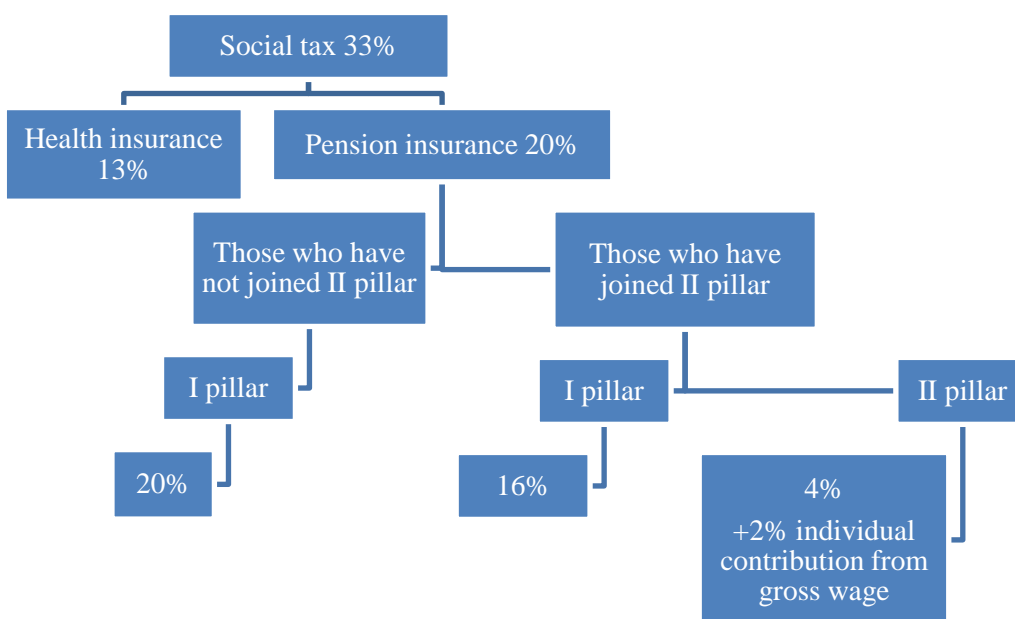 Social tax 33%
Health insurance
13%
Pension insurance 20%
Those who have
not joined II pillar
Those who have
joined II pillar
I pillar
I pillar
II pillar
20%
16%
4%
+2% individual
contribution from
gross wage